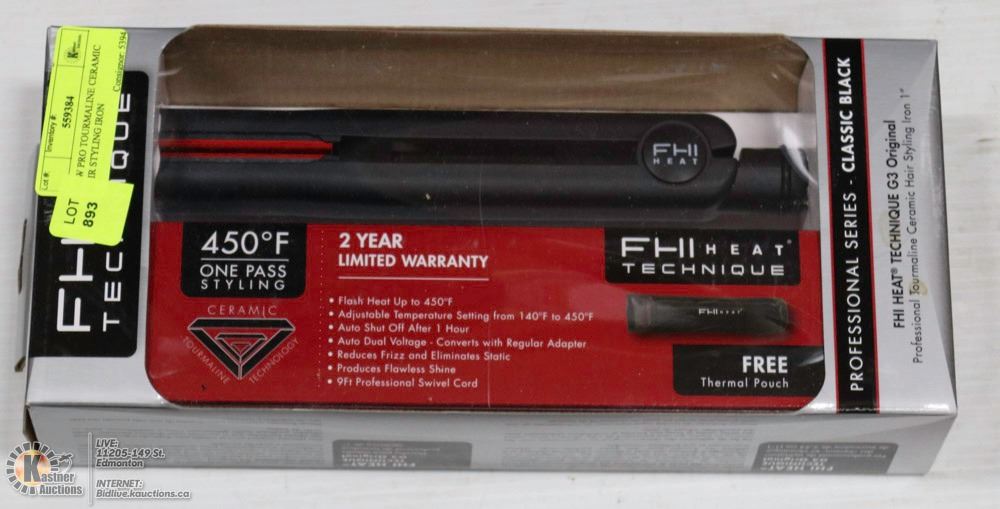 Lot #:
Inventory #:
559384
Consignor: 5394
PRO TOURMALINE CERAMIC
STYLING IRON
LOT
893
FHI
TECHNIQUE
FHI
HEAT
450°F
ONE PASS
STYLING
CERAMIC
TOURMALINE
TECHNOLOGY
2 YEAR
LIMITED WARRANTY
• Flash Heat Up to 450°F
• Adjustable Temperature Setting from 140°F to 450°F
• Auto Shut Off After 1 Hour
• Auto Dual Voltage - Converts with Regular Adapter
• Reduces Frizz and Eliminates Static
• Produces Flawless Shine
• 9Ft Professional Swivel Cord
FHI HEAT®
TECHNIQUE
FHI HEAT
FREE
Thermal Pouch
PROFESSIONAL SERIES - CLASSIC BLACK
FHI HEAT® TECHNIQUE G3 Original
Professional Tourmaline Ceramic Hair Styling Iron 1"
Kastner
Auctions
LIVE:
11205-149 St.
Edmonton
INTERNET:
Bidlive.kauctions.ca